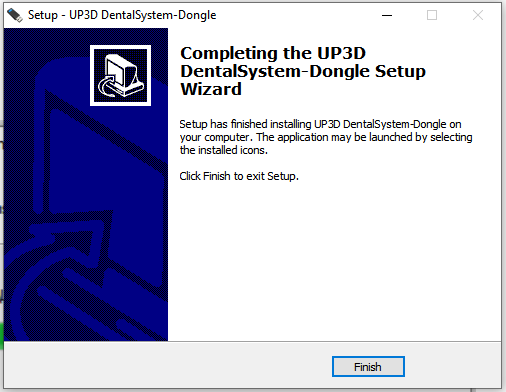 Setup - UP3D DentalSystem-Dongle
Completing the UP3D
DentalSystem-Dongle Setup
Wizard
Setup has finished installing UP3D DentalSystem-Dongle on
your computer. The application may be launched by selecting
the installed icons.
Click Finish to exit Setup.
Finish